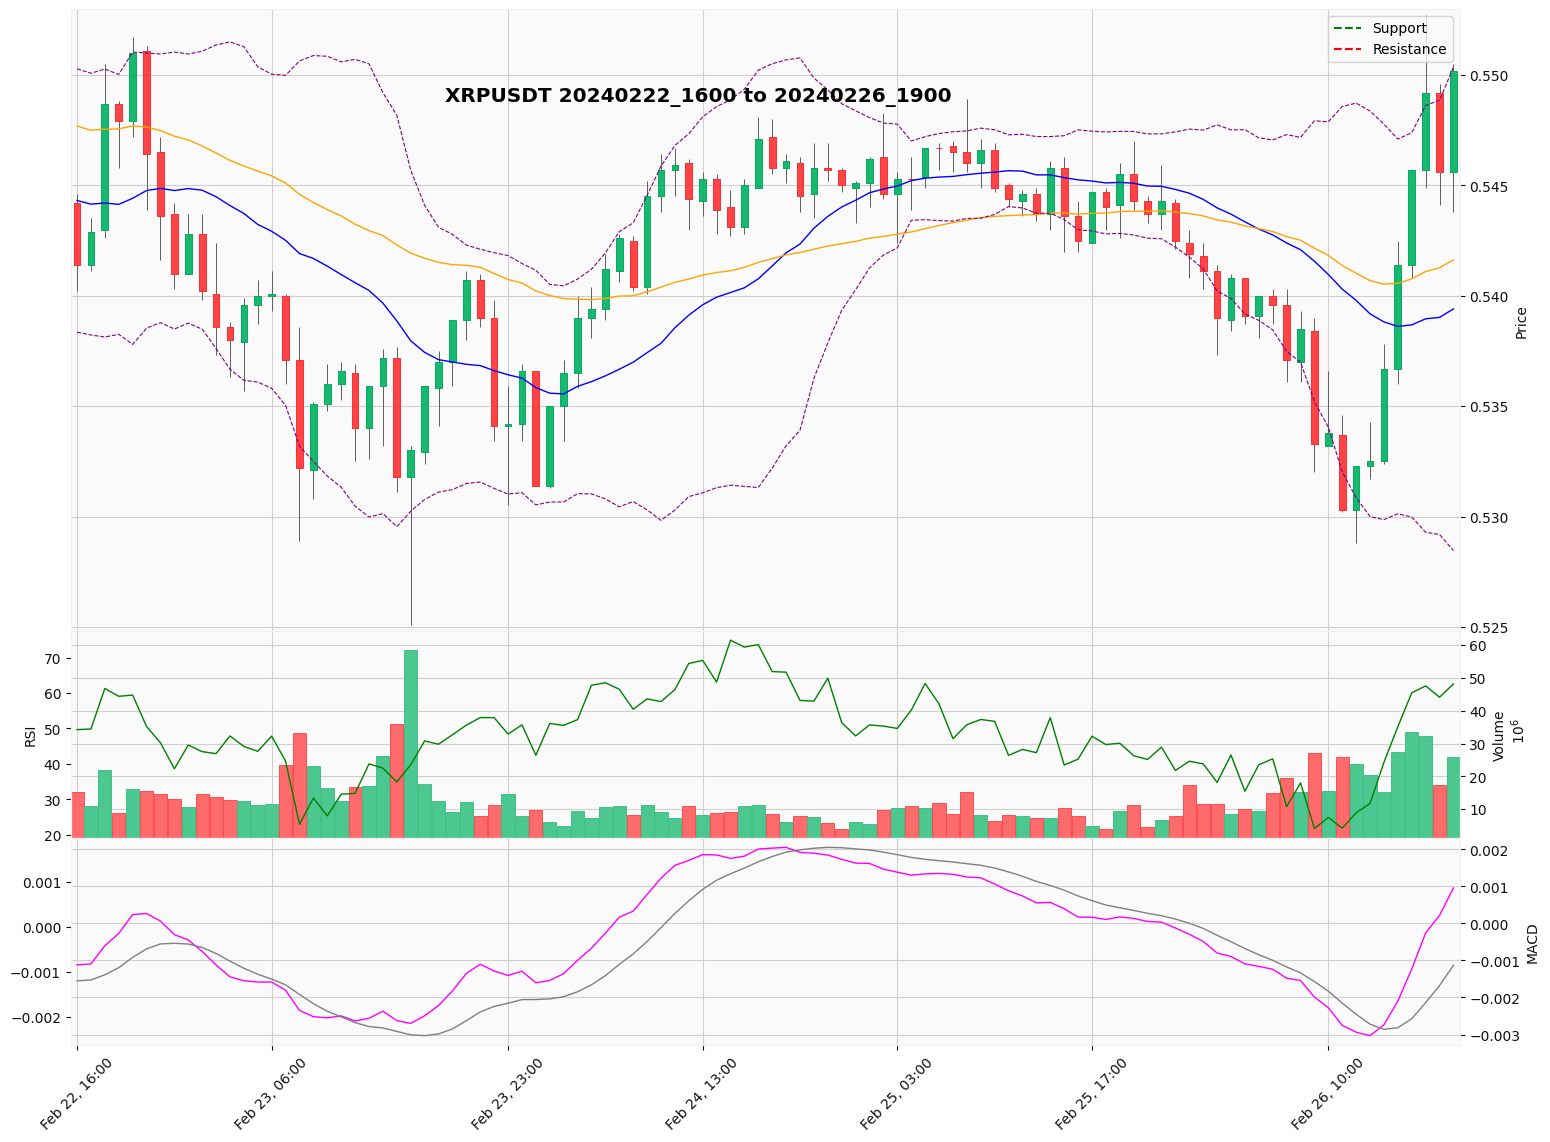 Support
Resistance
XRPUSDT 20240222_1600 to 20240226_1900
0.550
0.545
0.540
0.535
0.530
0.525
Price
70
60
50
40
30
20
RSI
60
50
40
30
20
10
Volume
10^6
0.001
0.000
−0.001
−0.002
0.002
0.001
0.000
−0.001
−0.002
−0.003
MACD
Feb 22, 16:00
Feb 23, 06:00
Feb 23, 23:00
Feb 24, 13:00
Feb 25, 03:00
Feb 25, 17:00
Feb 26, 10:00